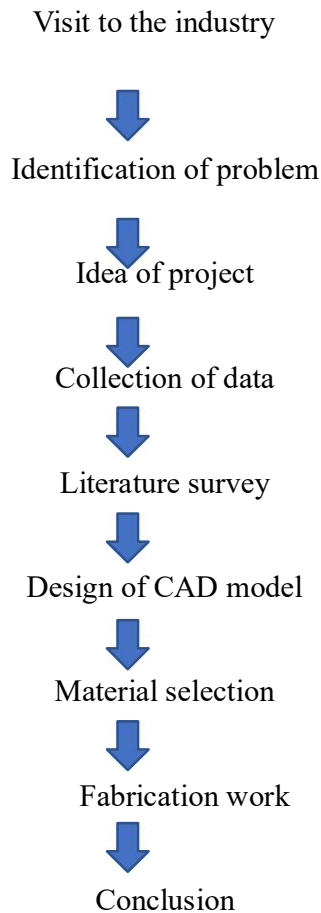 Visit to the industry
Identification of problem
Idea of project
Collection of data
Literature survey
Design of CAD model
Material selection
Fabrication work
Conclusion